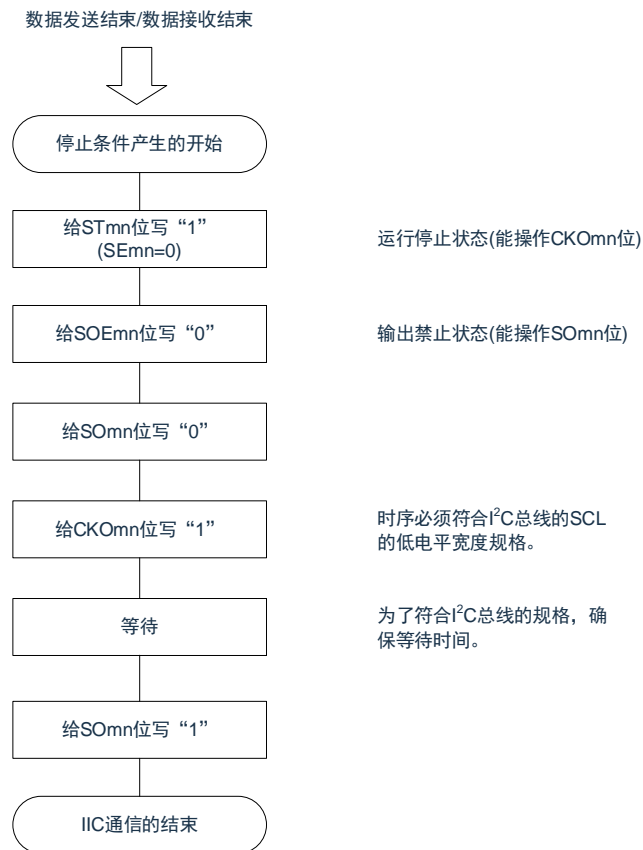 数据发送结束/数据接收结束
停止条件产生的开始
给STmn位写“1”
(SEmn=0)
运行停止状态(能操作CKOmn位)
给SOEmn位写“0”
输出禁止状态(能操作SOmn位)
给SOmn位写“0”
给CKOmn位写“1”
时序必须符合I²C总线的SCL
的低电平宽度规格。
等待
为了符合I²C总线的规格，确
保等待时间。
给SOmn位写“1”
IIC通信的结束